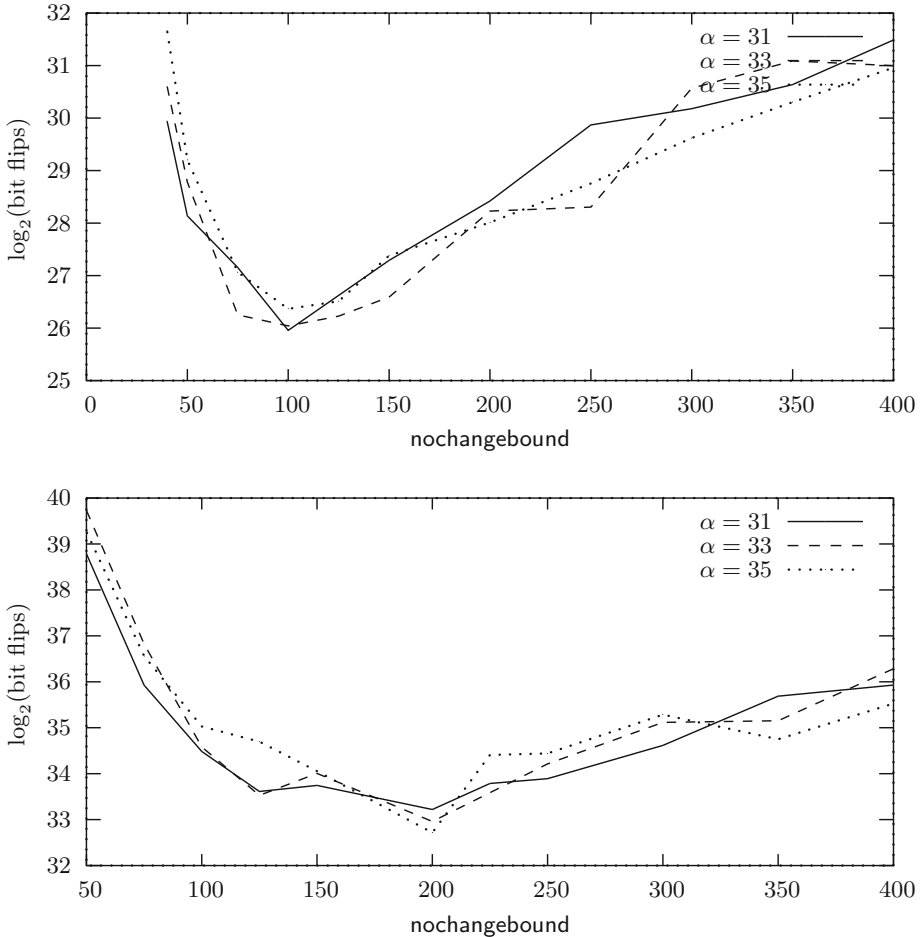 32
31
30
29
28
27
26
25
log₂(bit flips)
α = 31
α = 33
α = 35
0 50 100 150 200 250 300 350 400
nochangebound
40
39
38
37
36
35
34
33
32
log₂(bit flips)
α = 31
α = 33
α = 35
50 100 150 200 250 300 350 400
nochangebound